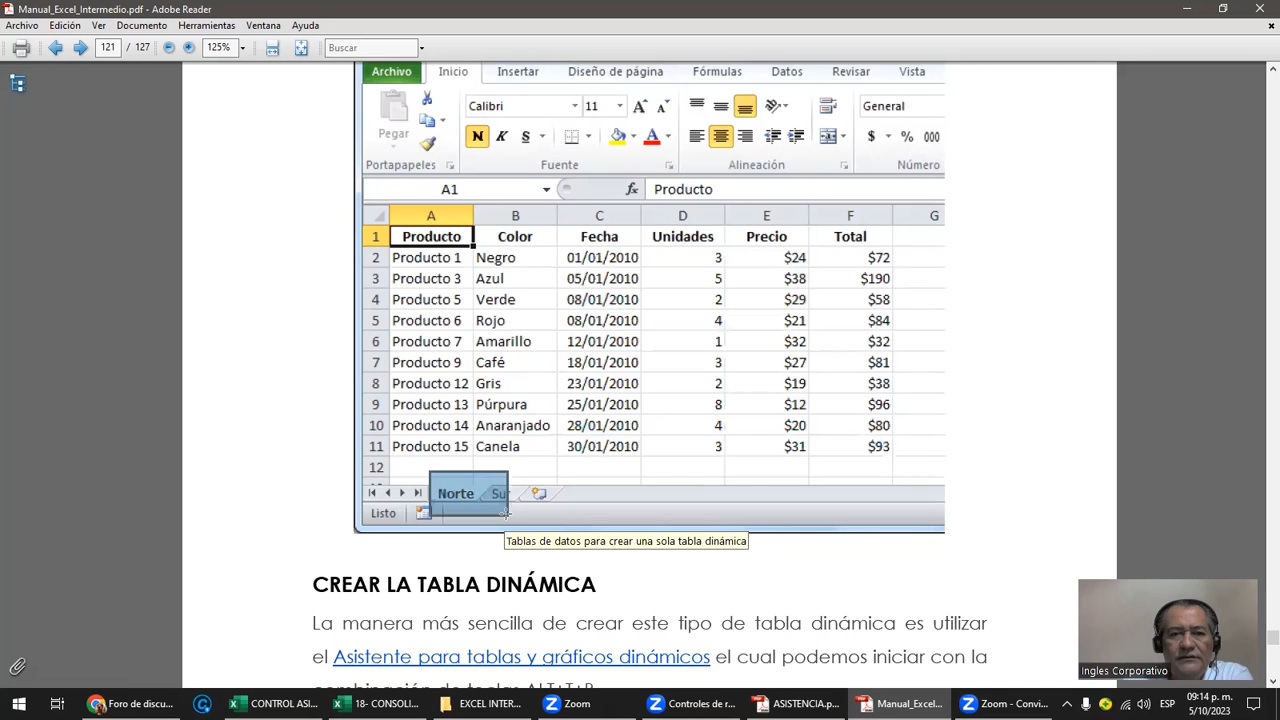 Manual_Excel_Intermedio.pdf - Adobe Reader
Archivo Edición Ver Documento Herramientas Ventana Ayuda
121 / 127 125% Buscar
Archivo Inicio Insertar Diseño de página Fórmulas Datos Revisar Vista
Pegar Calibri 11 General
N K S $ % 000
Portapapeles Fuente Alineación Número
A1 fx Producto
A B C D E F G
1 Producto Color Fecha Unidades Precio Total
2 Producto 1 Negro 01/01/2010 3 $24 $72
3 Producto 3 Azul 05/01/2010 5 $38 $190
4 Producto 5 Verde 08/01/2010 2 $29 $58
5 Producto 6 Rojo 08/01/2010 4 $21 $84
6 Producto 7 Amarillo 12/01/2010 1 $32 $32
7 Producto 9 Café 18/01/2010 3 $27 $81
8 Producto 12 Gris 23/01/2010 2 $19 $38
9 Producto 13 Púrpura 25/01/2010 8 $12 $96
10 Producto 14 Anaranjado 28/01/2010 4 $20 $80
11 Producto 15 Canela 30/01/2010 3 $31 $93
12
Norte Su
Listo
Tablas de datos para crear una sola tabla dinámica
CREAR LA TABLA DINÁMICA
La manera más sencilla de crear este tipo de tabla dinámica es utilizar
el Asistente para tablas y gráficos dinámicos el cual podemos iniciar con la
combinación de teclas ALT+T+B
Ingles Corporativo
Foro de discu... CONTROL ASI... 18- CONSOLI... EXCEL INTER... Zoom Controles de r... ASISTENCIA.p... Manual_Excel... Zoom - Convi... ESP 09:14 p. m.
5/10/2023